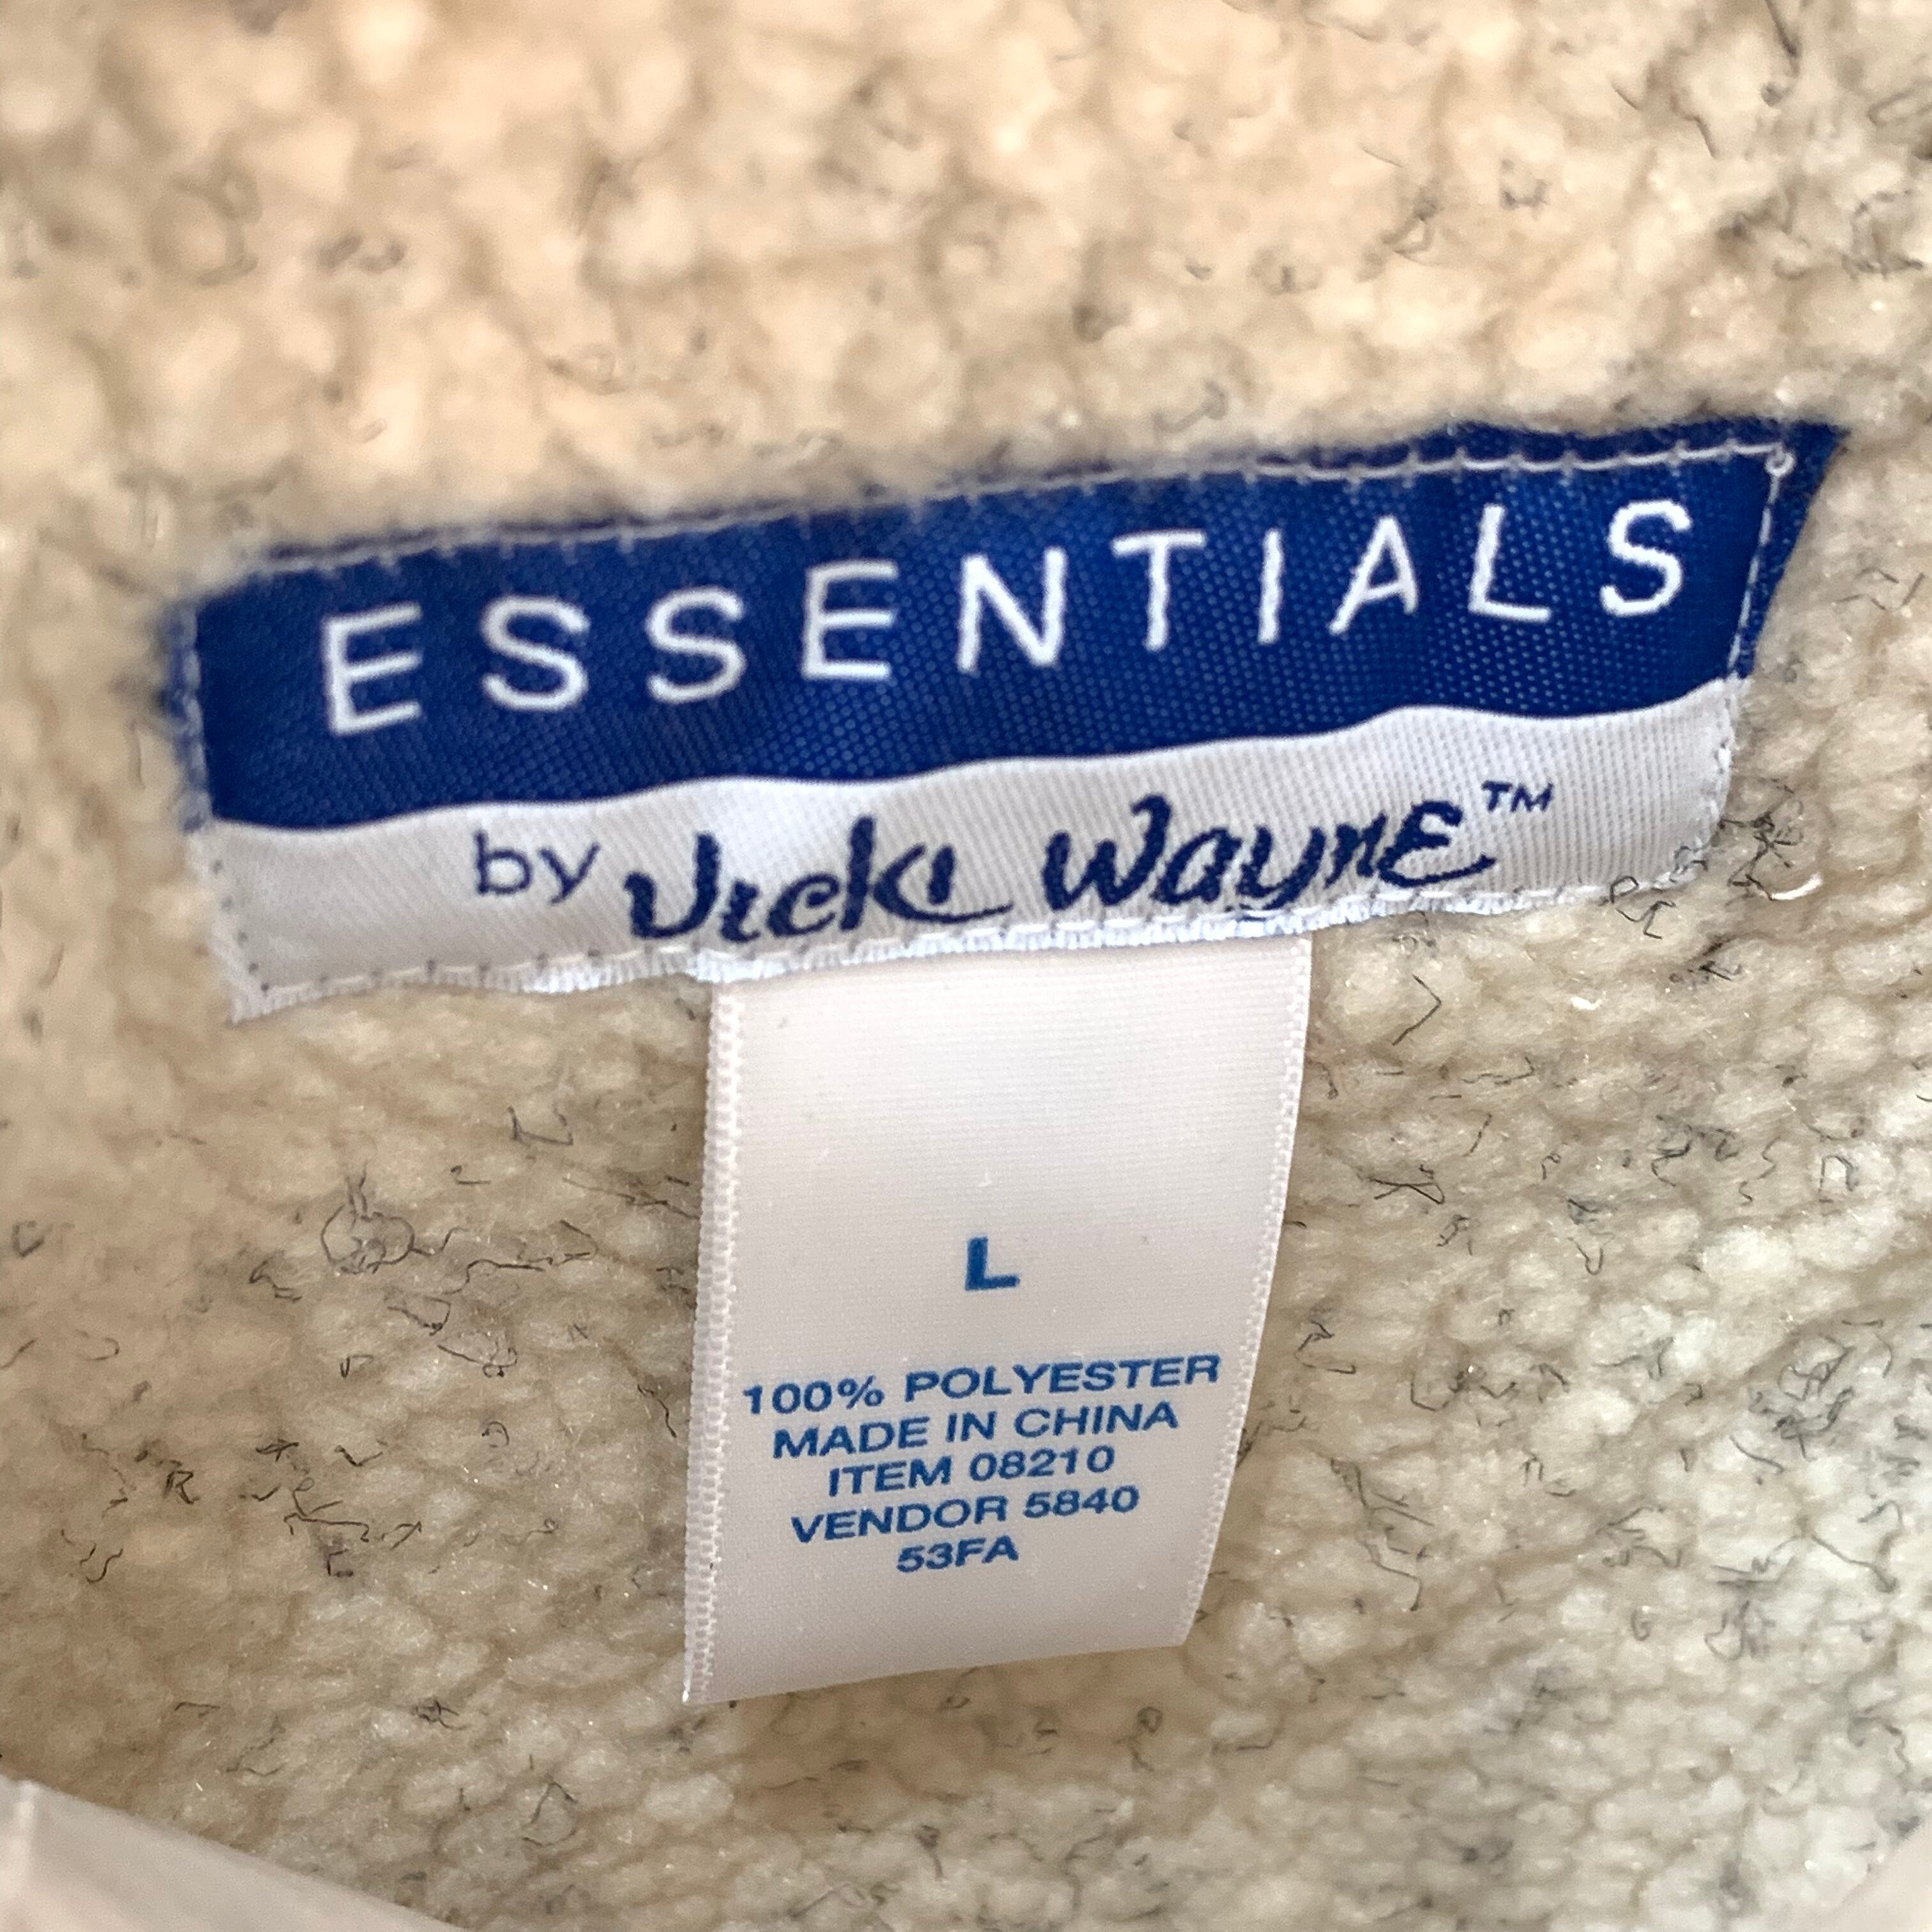 ESSENTIALS
by Vicki Wayne™
L
100% POLYESTER
MADE IN CHINA
ITEM 08210
VENDOR 5840
53FA